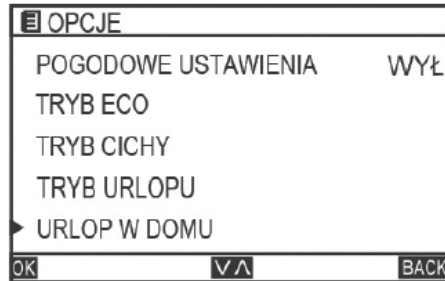 OPCJE
POGODOWE USTAWIENIA WYŁ
TRYB ECO
TRYB CICHY
TRYB URLOPU
URLOP W DOMU
OK BACK